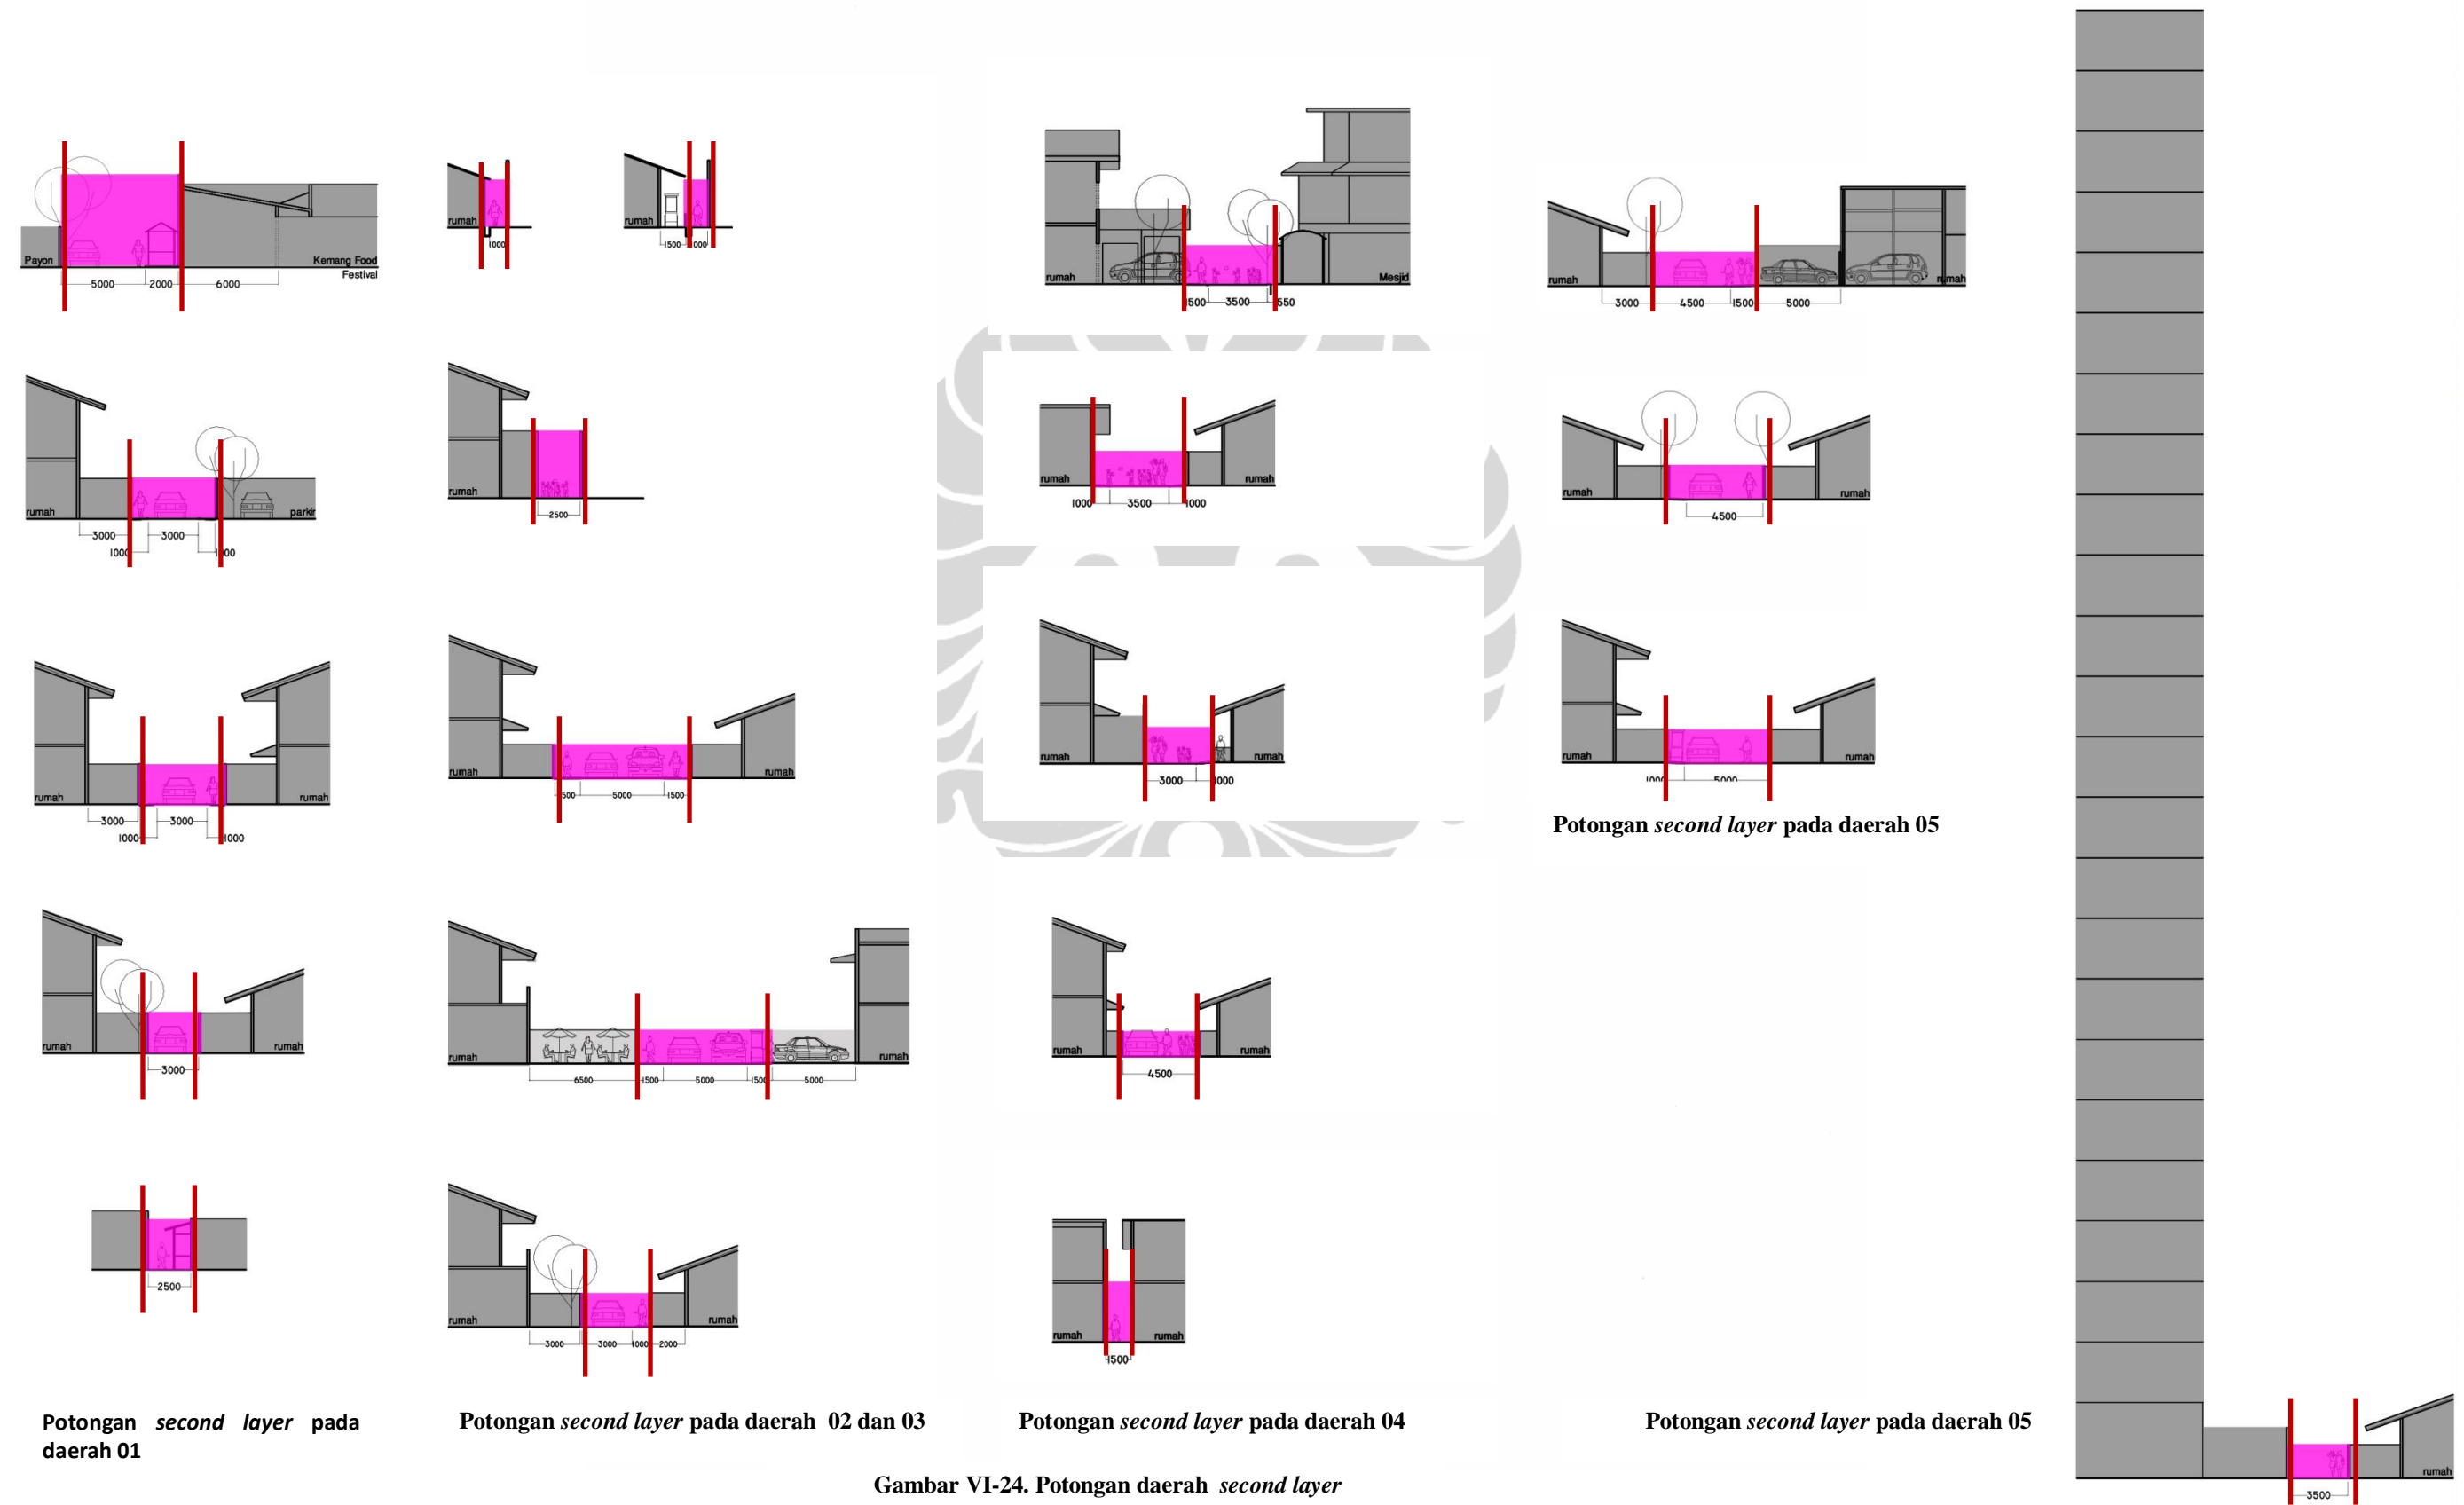 Payon
Kemang Food
Festival
5000 2000 6000
rumah
1000
rumah
1500 1000
rumah
Mesjid
1500 3500 550
rumah
rumah
3000 4500 1500 5000
rumah
parkir
3000 3000
1000 1000
rumah
2500
rumah
rumah
1000 3500 1000
rumah
rumah
4500
rumah
rumah
3000 3000
1000 1000
rumah
rumah
500 5000 1500
rumah
rumah
3000 1000
rumah
rumah
1000 5000
Potongan second layer pada daerah 05
rumah
rumah
3000
rumah
rumah
6500 1500 5000 1500 5000
rumah
rumah
4500
2500
rumah
rumah
3000 3000 1000 2000
rumah
rumah
1500
rumah
3500
Potongan second layer pada
daerah 01
Potongan second layer pada daerah 02 dan 03
Potongan second layer pada daerah 04
Potongan second layer pada daerah 05
Gambar VI-24. Potongan daerah second layer